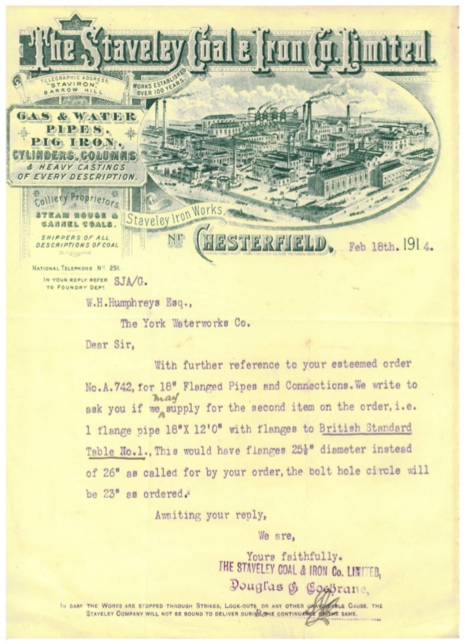 The Staveley Coal & Iron Co. Limited.
TELEGRAPHIC ADDRESS
"STAVIRON,"
BARROW HILL.
WORKS ESTABLISHED
OVER 100 YEARS.
GAS & WATER
PIPES,
PIG IRON,
CYLINDERS, COLUMNS
& HEAVY CASTINGS
OF EVERY DESCRIPTION.
Colliery Proprietors
STEAM HOUSE &
CANNEL COALS.
SHIPPERS OF ALL
DESCRIPTIONS OF COAL
Staveley Iron Works,
NR CHESTERFIELD,
Feb 18th. 1914.
NATIONAL TELEPHONE No 251.
IN YOUR REPLY REFER
TO FOUNDRY DEPT
SJA/G.
W.H.Humphreys Esq.,
The York Waterworks Co.
Dear Sir,
With further reference to your esteemed order
No.A.742, for 18" Flanged Pipes and Connections. We write to
ask you if we may supply for the second item on the order, i.e.
1 flange pipe 18"X 12'0" with flanges to British Standard
Table No.1., This would have flanges 25½" diameter instead
of 26" as called for by your order, the bolt hole circle will
be 23" as ordered."
Awaiting your reply,
We are,
Yours faithfully.
THE STAVELEY COAL & IRON CO. LIMITED,
Douglas G Cochrane,
IN CASE THE WORKS ARE STOPPED THROUGH STRIKES, LOCK-OUTS, OR ANY OTHER UNAVOIDABLE CAUSE, THE
STAVELEY COMPANY WILL NOT BE BOUND TO DELIVER DURING THE CONTINUANCE OF THE SAME.